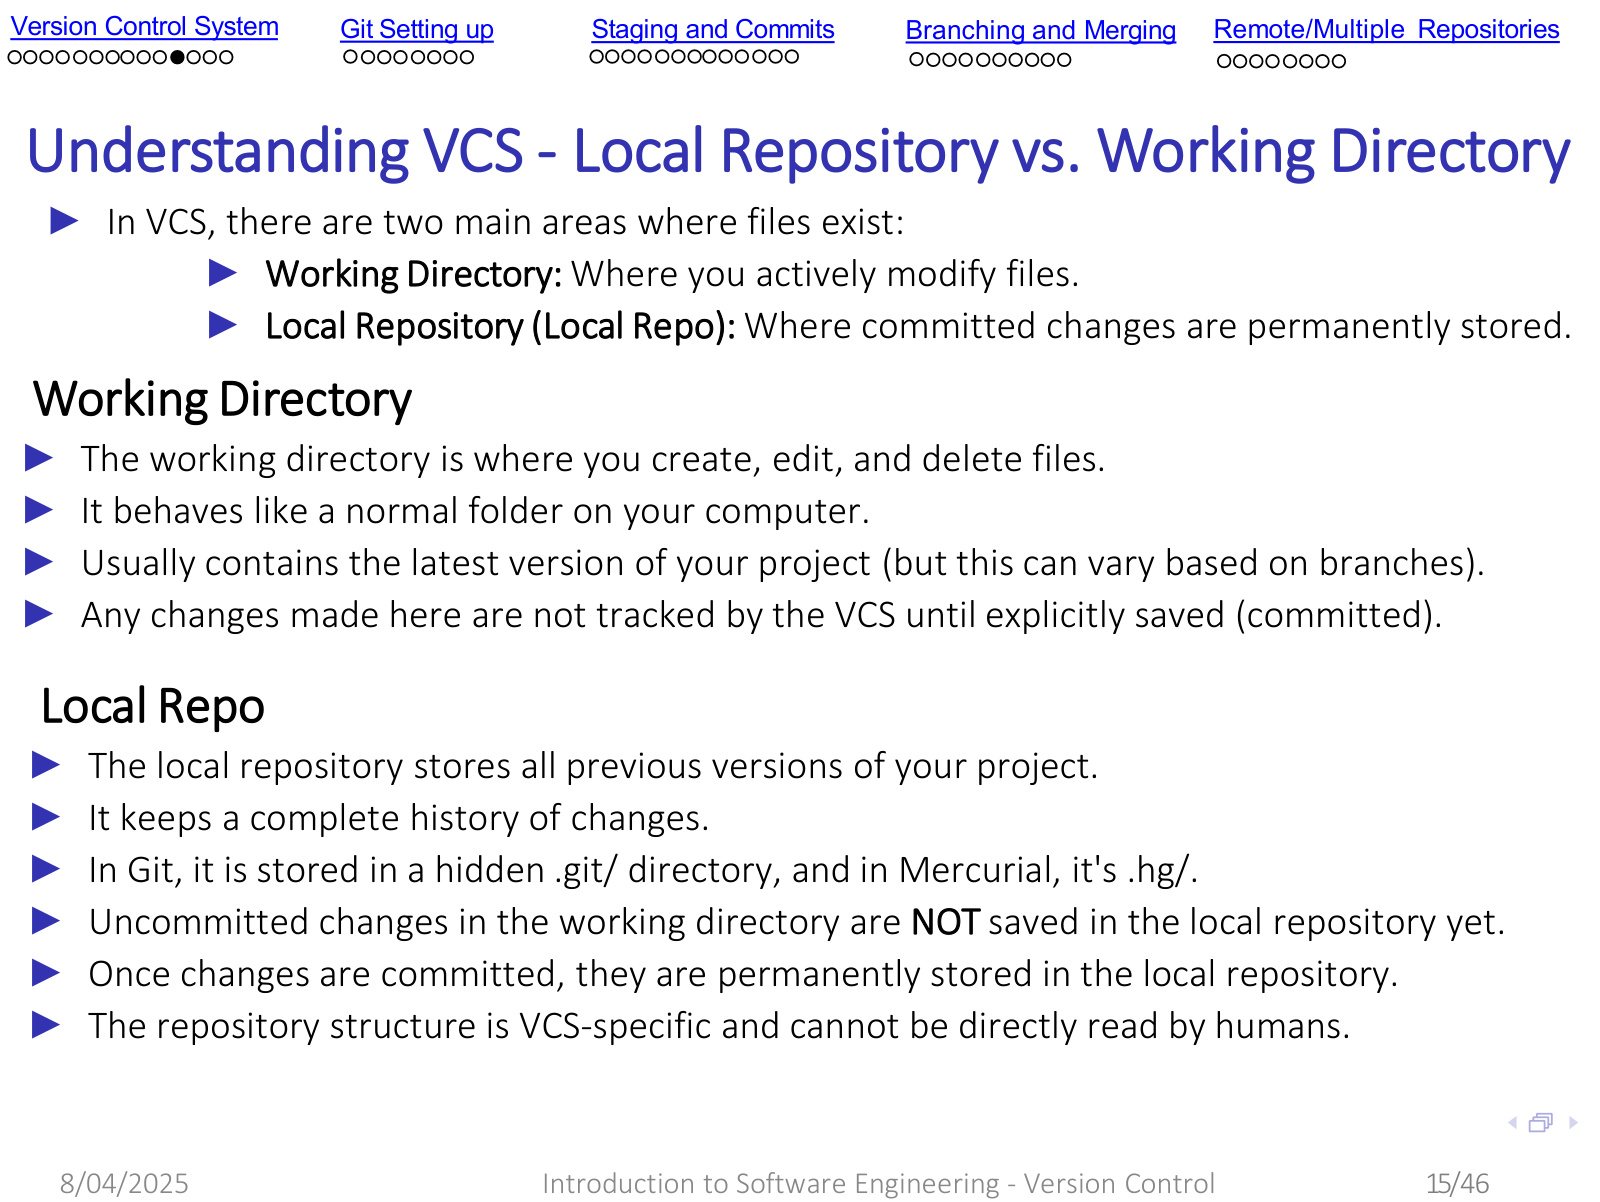 Version Control System
Git Setting up
Staging and Commits
Branching and Merging
Remote/Multiple Repositories
Understanding VCS - Local Repository vs. Working Directory
In VCS, there are two main areas where files exist:
Working Directory: Where you actively modify files.
Local Repository (Local Repo): Where committed changes are permanently stored.
Working Directory
The working directory is where you create, edit, and delete files.
It behaves like a normal folder on your computer.
Usually contains the latest version of your project (but this can vary based on branches).
Any changes made here are not tracked by the VCS until explicitly saved (committed).
Local Repo
The local repository stores all previous versions of your project.
It keeps a complete history of changes.
In Git, it is stored in a hidden .git/ directory, and in Mercurial, it's .hg/.
Uncommitted changes in the working directory are NOT saved in the local repository yet.
Once changes are committed, they are permanently stored in the local repository.
The repository structure is VCS-specific and cannot be directly read by humans.
8/04/2025
Introduction to Software Engineering - Version Control
15/46